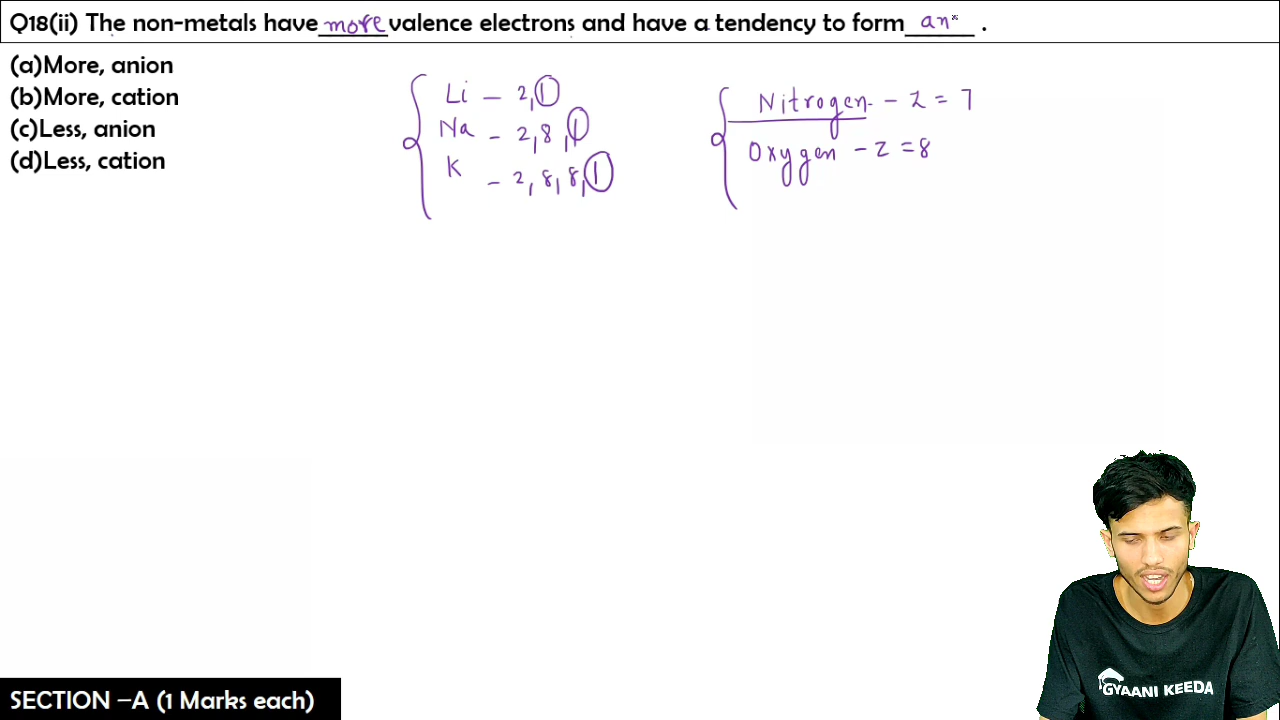 Q18(ii) The non-metals have more valence electrons and have a tendency to form an .
(a)More, anion
(b)More, cation
(c)Less, anion
(d)Less, cation
Li – 2,1
Na – 2,8,1
K – 2,8,8,1
Nitrogen – Z = 7
Oxygen – Z = 8
GYAANI KEEDA
SECTION –A (1 Marks each)